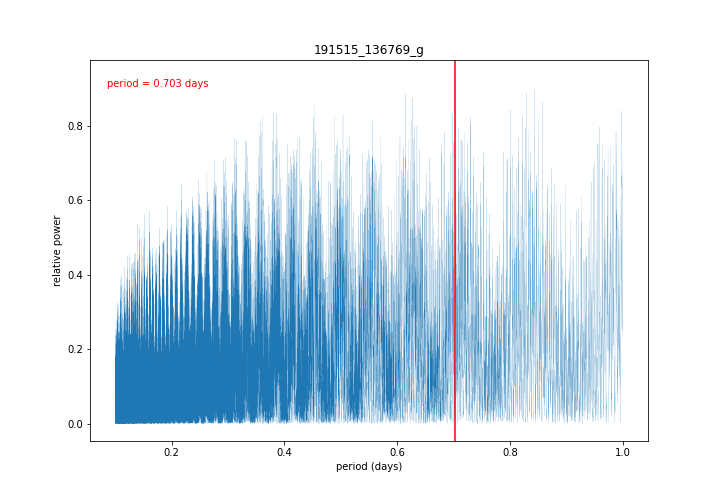 191515_136769_g
period = 0.703 days
relative power
0.8
0.6
0.4
0.2
0.0
0.2 0.4 0.6 0.8 1.0
period (days)